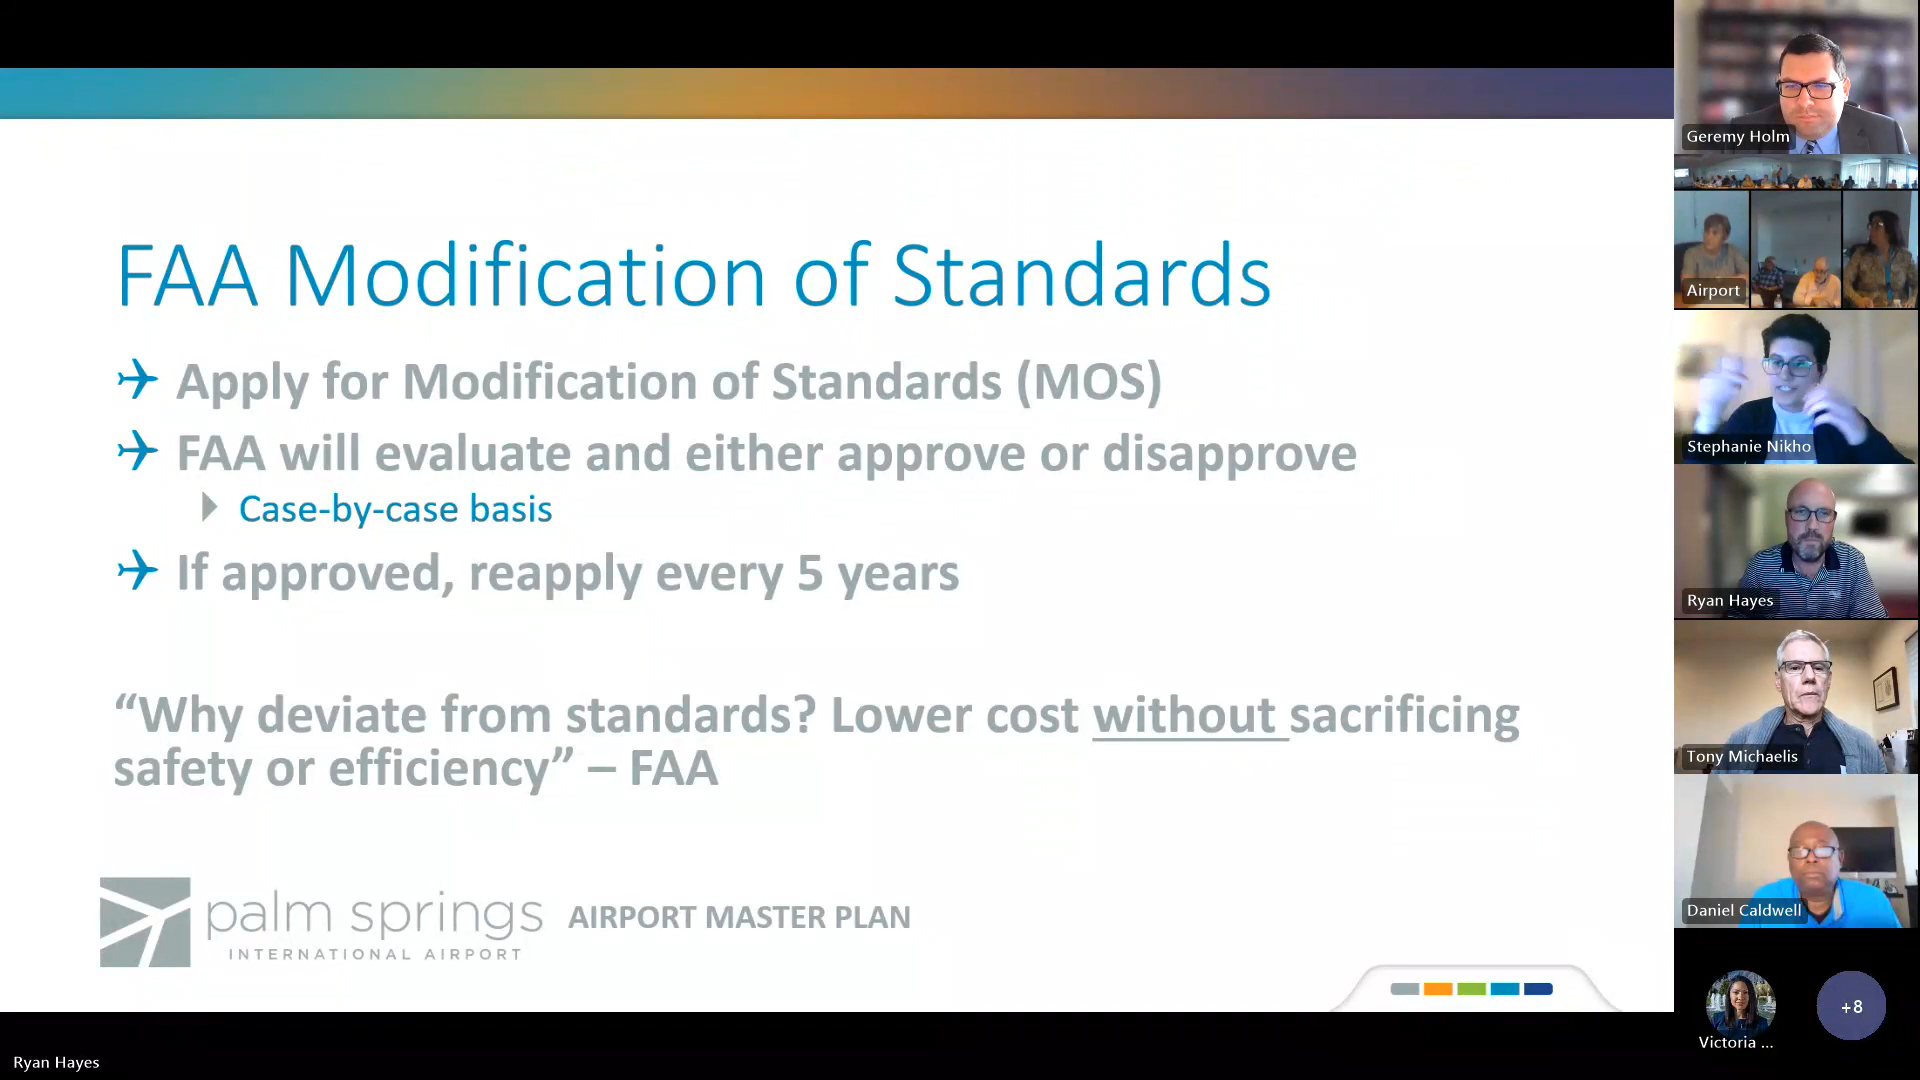 FAA Modification of Standards
Apply for Modification of Standards (MOS)
FAA will evaluate and either approve or disapprove
Case-by-case basis
If approved, reapply every 5 years
“Why deviate from standards? Lower cost without sacrificing
safety or efficiency” – FAA
palm springs
INTERNATIONAL AIRPORT
AIRPORT MASTER PLAN
Ryan Hayes
Geremy Holm
Airport
Stephanie Nikho
Ryan Hayes
Tony Michaelis
Daniel Caldwell
Victoria ...
+8